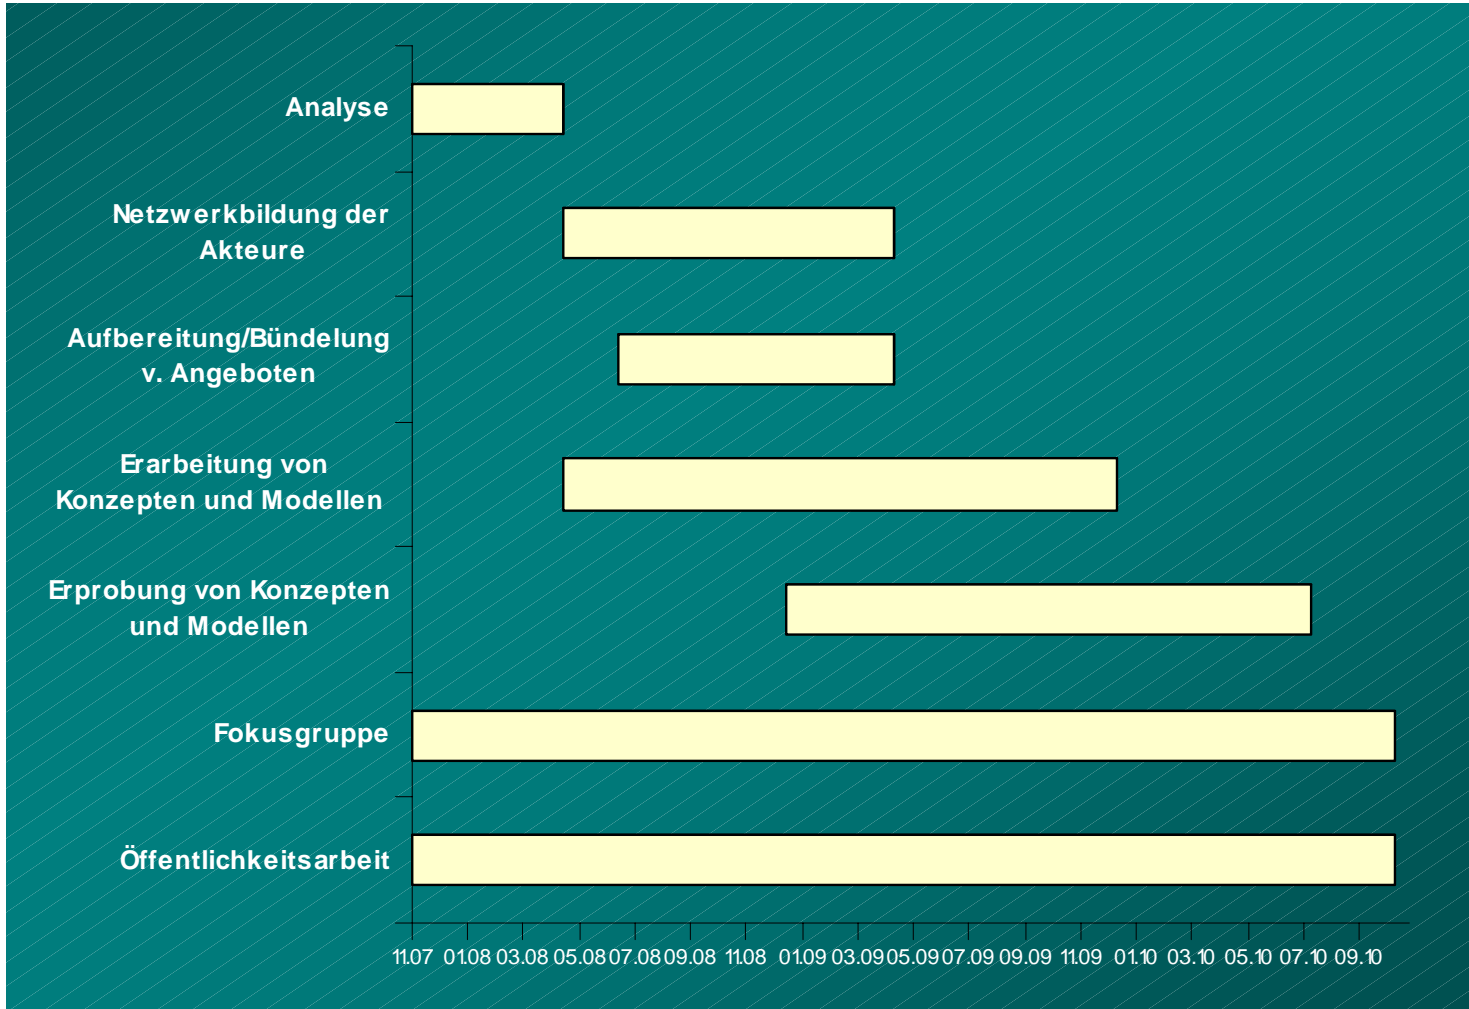 Analyse
Netzwerkbildung der
Akteure
Aufbereitung/Bündelung
v. Angeboten
Erarbeitung von
Konzepten und Modellen
Erprobung von Konzepten
und Modellen
Fokusgruppe
Öffentlichkeitsarbeit
11.07 01.08 03.08 05.08 07.08 09.08 11.08 01.09 03.09 05.09 07.09 09.09 11.09 01.10 03.10 05.10 07.10 09.10